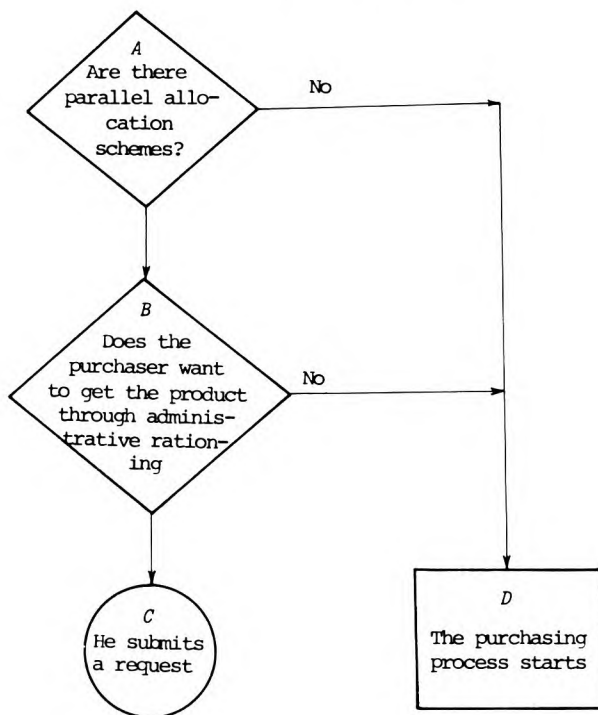 A
Are there
parallel allo-
cation
schemes?
No
B
Does the
purchaser want
to get the product
through adminis-
trative ration-
ing
No
C
He submits
a request
D
The purchasing
process starts